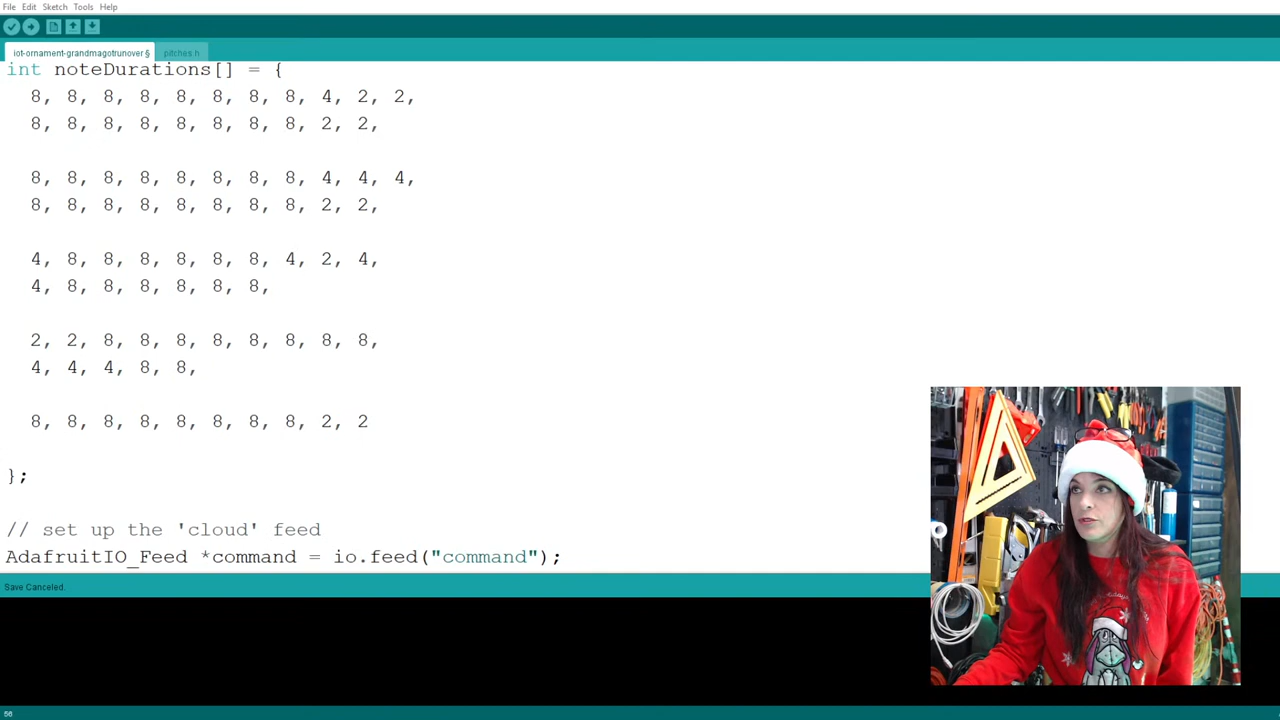 File Edit Sketch Tools Help
iot-ornament-grandmagotrunover § pitches.h
int noteDurations[] = {
8, 8, 8, 8, 8, 8, 8, 8, 4, 2, 2,
8, 8, 8, 8, 8, 8, 8, 8, 2, 2,
8, 8, 8, 8, 8, 8, 8, 8, 4, 4, 4,
8, 8, 8, 8, 8, 8, 8, 8, 2, 2,
4, 8, 8, 8, 8, 8, 8, 4, 2, 4,
4, 8, 8, 8, 8, 8, 8,
2, 2, 8, 8, 8, 8, 8, 8, 8, 8,
4, 4, 4, 8, 8,
8, 8, 8, 8, 8, 8, 8, 8, 2, 2
};
// set up the 'cloud' feed
AdafruitIO_Feed *command = io.feed("command");
Save Canceled.
56